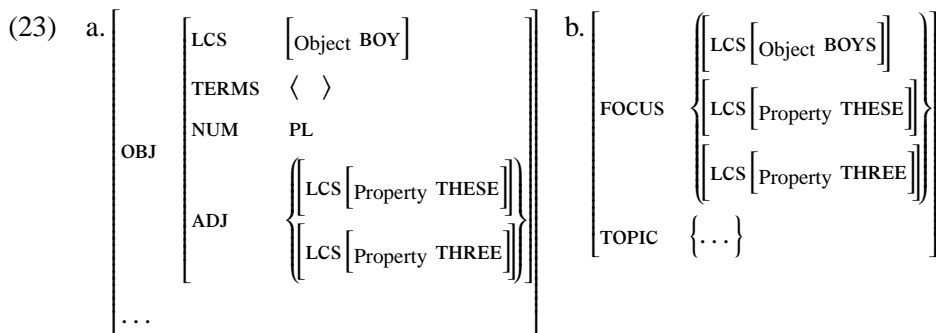 (23) a. [OBJ [LCS [Object BOY]
TERMS ⟨ ⟩
NUM PL
ADJ {[LCS [Property THESE]]
[LCS [Property THREE]]}]
. . .]
b. [FOCUS {[LCS [Object BOYS]]
[LCS [Property THESE]]
[LCS [Property THREE]]}
TOPIC {. . .}]